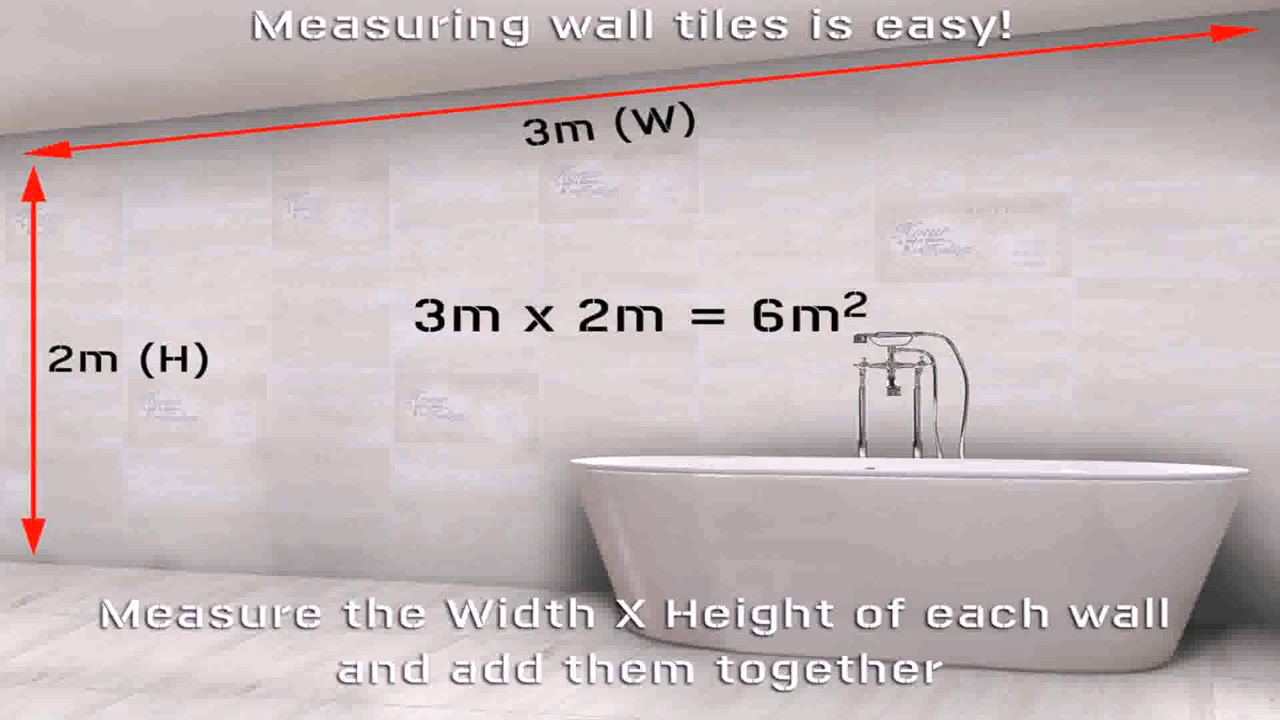 Measuring wall tiles is easy!
3m (W)
3m x 2m = 6m²
2m (H)
Measure the Width X Height of each wall
and add them together